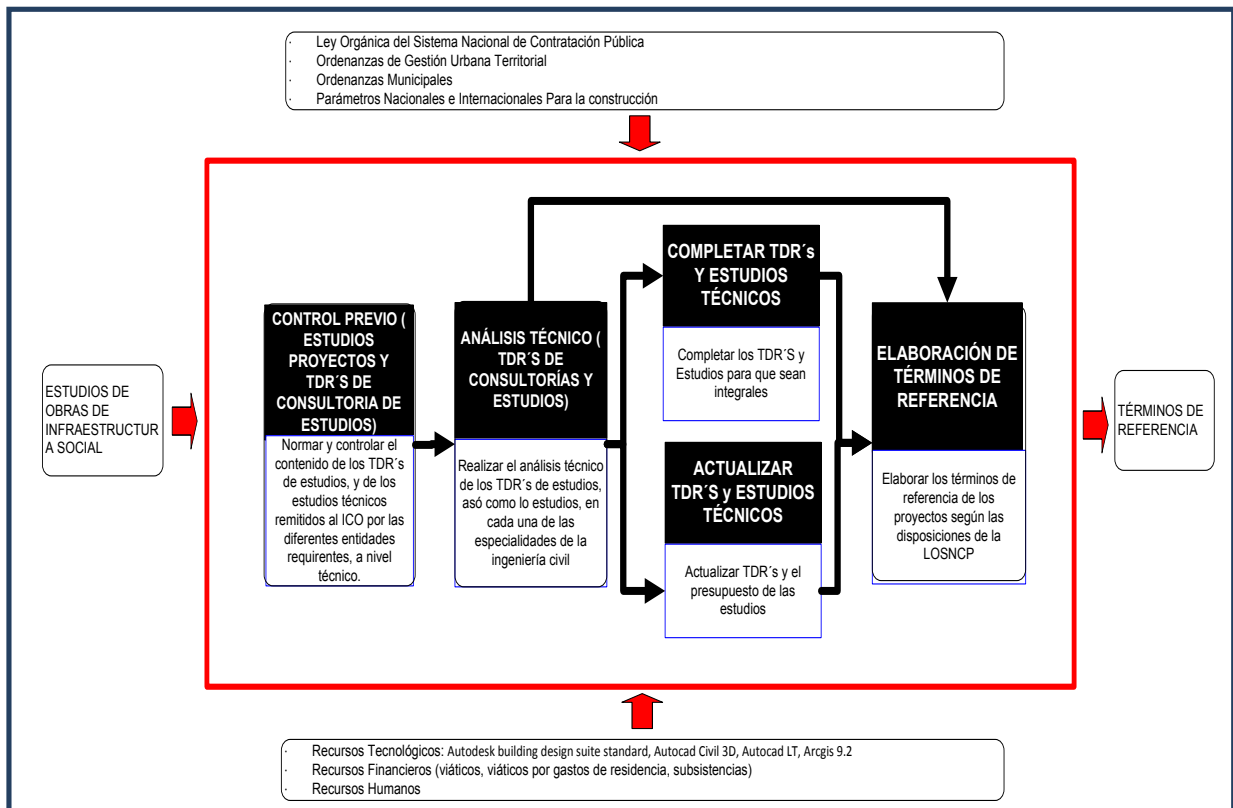 · Ley Orgánica del Sistema Nacional de Contratación Pública
· Ordenanzas de Gestión Urbana Territorial
· Ordenanzas Municipales
· Parámetros Nacionales e Internacionales Para la construcción
ESTUDIOS DE
OBRAS DE
INFRAESTRUCTUR
A SOCIAL
CONTROL PREVIO (
ESTUDIOS
PROYECTOS Y
TDR´S DE
CONSULTORIA DE
ESTUDIOS)
Normar y controlar el
contenido de los TDR´s
de estudios, y de los
estudios técnicos
remitidos al ICO por las
diferentes entidades
requirentes, a nivel
técnico.
ANÁLISIS TÉCNICO (
TDR´S DE
CONSULTORÍAS Y
ESTUDIOS)
Realizar el análisis técnico
de los TDR´s de estudios,
asó como lo estudios, en
cada una de las
especialidades de la
ingeniería civil
COMPLETAR TDR´s
Y ESTUDIOS
TÉCNICOS
Completar los TDR´S y
Estudios para que sean
integrales
ACTUALIZAR
TDR´S y ESTUDIOS
TÉCNICOS
Actualizar TDR´s y el
presupuesto de las
estudios
ELABORACIÓN DE
TÉRMINOS DE
REFERENCIA
Elaborar los términos de
referencia de los
proyectos según las
disposiciones de la
LOSNCP
TÉRMINOS DE
REFERENCIA
· Recursos Tecnológicos: Autodesk building design suite standard, Autocad Civil 3D, Autocad LT, Arcgis 9.2
· Recursos Financieros (viáticos, viáticos por gastos de residencia, subsistencias)
· Recursos Humanos